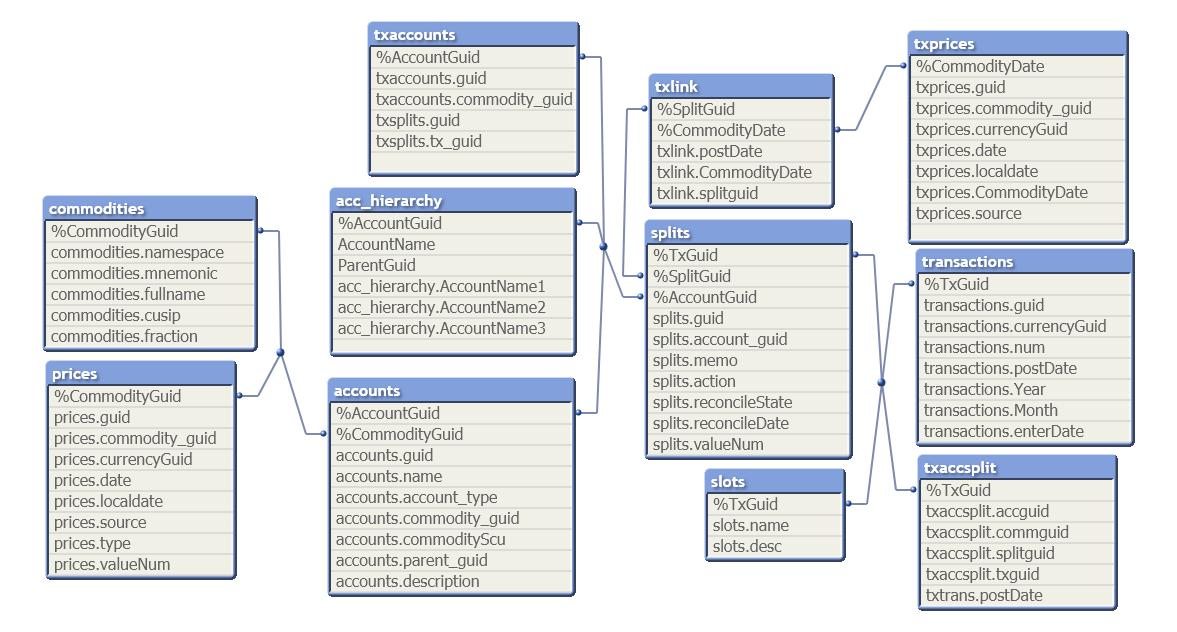 txaccounts
%AccountGuid
txaccounts.guid
txaccounts.commodity_guid
txsplits.guid
txsplits.tx_guid
txlink
%SplitGuid
%CommodityDate
txlink.postDate
txlink.CommodityDate
txlink.splitguid
txprices
%CommodityDate
txprices.guid
txprices.commodity_guid
txprices.currencyGuid
txprices.date
txprices.localdate
txprices.CommodityDate
txprices.source
commodities
%CommodityGuid
commodities.namespace
commodities.mnemonic
commodities.fullname
commodities.cusip
commodities.fraction
acc_hierarchy
%AccountGuid
AccountName
ParentGuid
acc_hierarchy.AccountName1
acc_hierarchy.AccountName2
acc_hierarchy.AccountName3
splits
%TxGuid
%SplitGuid
%AccountGuid
splits.guid
splits.account_guid
splits.memo
splits.action
splits.reconcileState
splits.reconcileDate
splits.valueNum
transactions
%TxGuid
transactions.guid
transactions.currencyGuid
transactions.num
transactions.postDate
transactions.Year
transactions.Month
transactions.enterDate
prices
%CommodityGuid
prices.guid
prices.commodity_guid
prices.currencyGuid
prices.date
prices.localdate
prices.source
prices.type
prices.valueNum
accounts
%AccountGuid
%CommodityGuid
accounts.guid
accounts.name
accounts.account_type
accounts.commodity_guid
accounts.commodityScu
accounts.parent_guid
accounts.description
slots
%TxGuid
slots.name
slots.desc
txaccsplit
%TxGuid
txaccsplit.accguid
txaccsplit.commguid
txaccsplit.splitguid
txaccsplit.txguid
txtrans.postDate